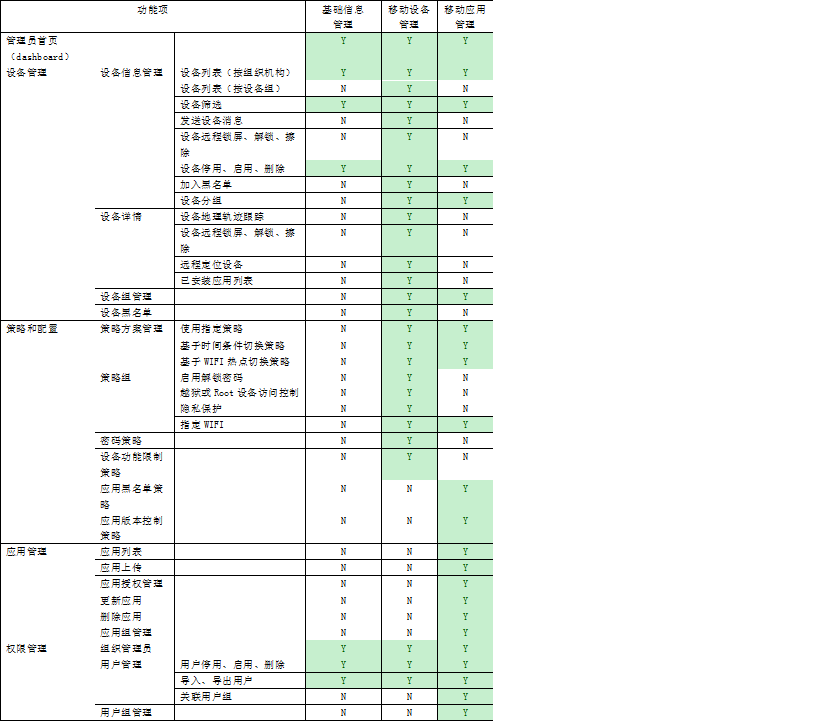 功能项 基础信息 移动设备 移动应用
管理 管理 管理
管理员首页 Y Y Y
（dashboard）
设备管理 设备信息管理 设备列表（按组织机构） Y Y Y
设备列表（按设备组） N Y N
设备筛选 Y Y Y
发送设备消息 N Y N
设备远程锁屏、解锁、擦 N Y N
除
设备停用、启用、删除 Y Y Y
加入黑名单 N Y N
设备分组 N Y Y
设备详情 设备地理轨迹跟踪 N Y N
设备远程锁屏、解锁、擦 N Y N
除
远程定位设备 N Y N
已安装应用列表 N Y N
设备组管理 N Y Y
设备黑名单 N Y N
策略和配置 策略方案管理 使用指定策略 N Y Y
基于时间条件切换策略 N Y Y
基于WIFI热点切换策略 N Y Y
策略组 启用解锁密码 N Y N
越狱或Root设备访问控制 N Y N
隐私保护 N Y N
指定WIFI N Y Y
密码策略 N Y N
设备功能限制 N Y N
策略
应用黑名单策 N N Y
略
应用版本控制 N N Y
策略
应用管理 应用列表 N N Y
应用上传 N N Y
应用授权管理 N N Y
更新应用 N N Y
删除应用 N N Y
应用组管理 N N Y
权限管理 组织管理员 Y Y Y
用户管理 用户停用、启用、删除 Y Y Y
导入、导出用户 Y Y Y
关联用户组 N N Y
用户组管理 N N Y